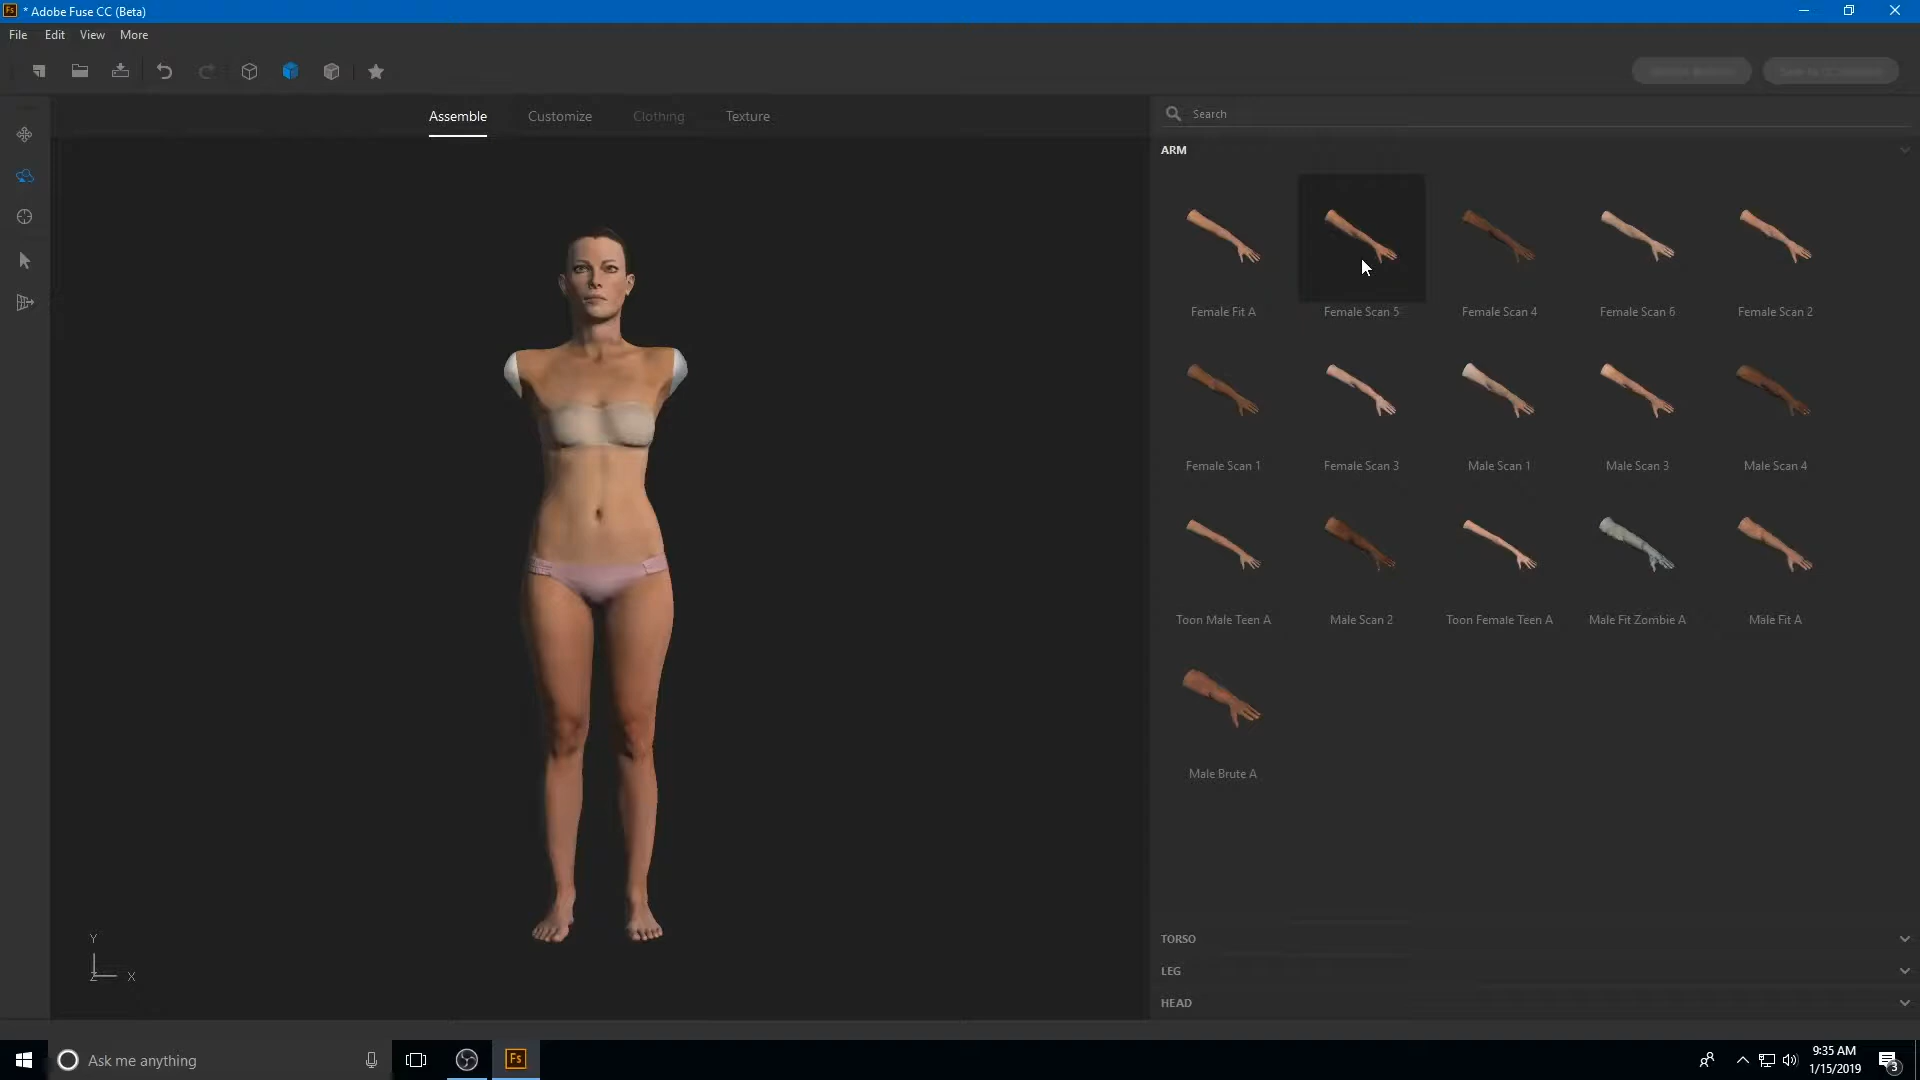 Fs * Adobe Fuse CC (Beta)
File Edit View More
Assemble Customize Clothing Texture
Search
ARM
Female Fit A Female Scan 5 Female Scan 4 Female Scan 6 Female Scan 2
Female Scan 1 Female Scan 3 Male Scan 1 Male Scan 3 Male Scan 4
Toon Male Teen A Male Scan 2 Toon Female Teen A Male Fit Zombie A Male Fit A
Male Brute A
Y
Z X
TORSO
LEG
HEAD
Ask me anything
Fs
9:35 AM
1/15/2019
3